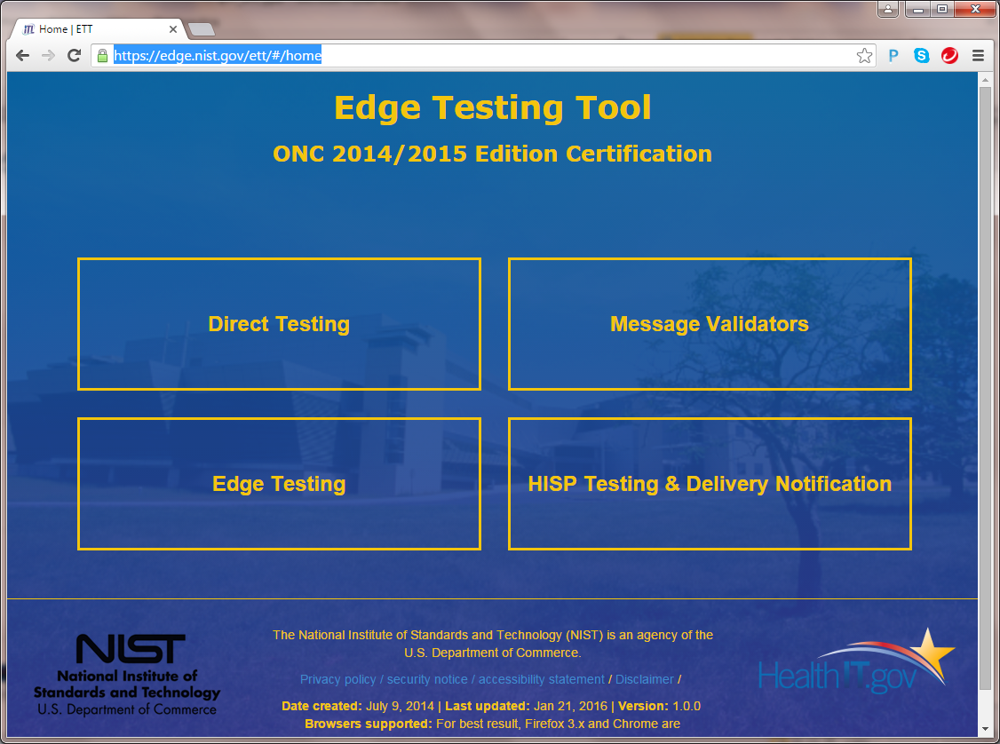 Home | ETT
https://edge.nist.gov/ett/#/home
Edge Testing Tool
ONC 2014/2015 Edition Certification
Direct Testing
Message Validators
Edge Testing
HISP Testing & Delivery Notification
NIST
National Institute of
Standards and Technology
U.S. Department of Commerce
The National Institute of Standards and Technology (NIST) is an agency of the
U.S. Department of Commerce.
Privacy policy / security notice / accessibility statement / Disclaimer /
Date created: July 9, 2014 | Last updated: Jan 21, 2016 | Version: 1.0.0
Browsers supported: For best result, Firefox 3.x and Chrome are
HealthIT.gov